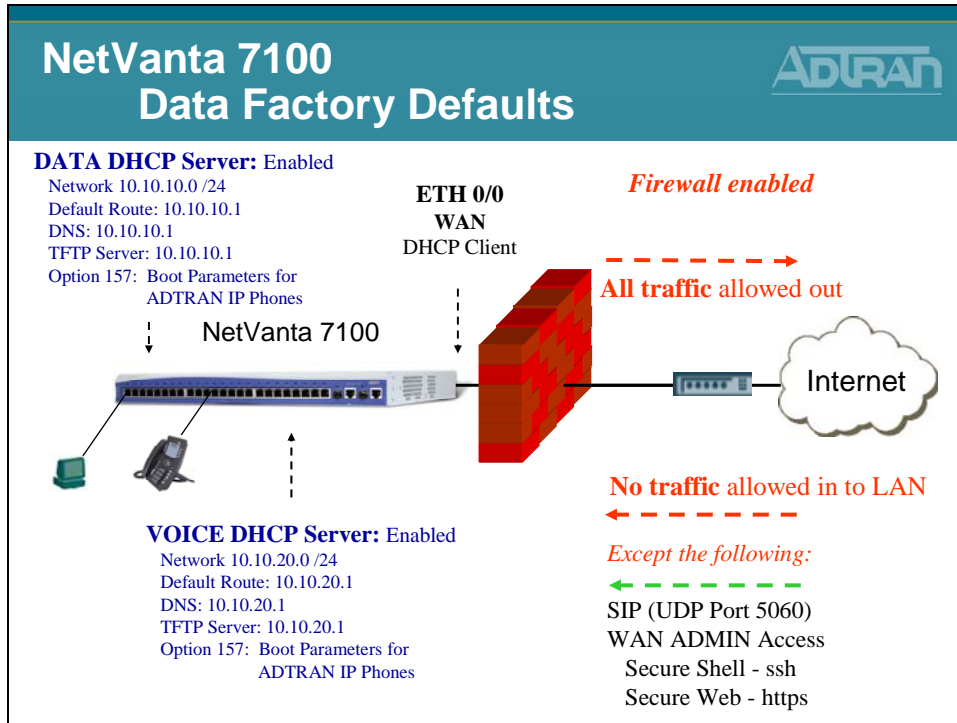 NetVanta 7100
Data Factory Defaults
ADTRAN
DATA DHCP Server: Enabled
Network 10.10.10.0 /24
Default Route: 10.10.10.1
DNS: 10.10.10.1
TFTP Server: 10.10.10.1
Option 157: Boot Parameters for
ADTRAN IP Phones
ETH 0/0
WAN
DHCP Client
Firewall enabled
All traffic allowed out
NetVanta 7100
Internet
No traffic allowed in to LAN
Except the following:
SIP (UDP Port 5060)
WAN ADMIN Access
Secure Shell - ssh
Secure Web - https
VOICE DHCP Server: Enabled
Network 10.10.20.0 /24
Default Route: 10.10.20.1
DNS: 10.10.20.1
TFTP Server: 10.10.20.1
Option 157: Boot Parameters for
ADTRAN IP Phones